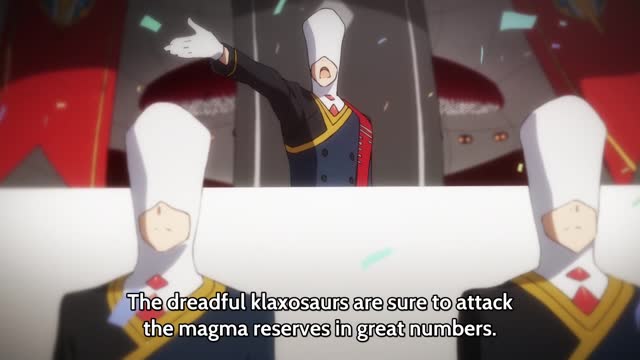 The dreadful klaxosaurs are sure to attack
the magma reserves in great numbers.